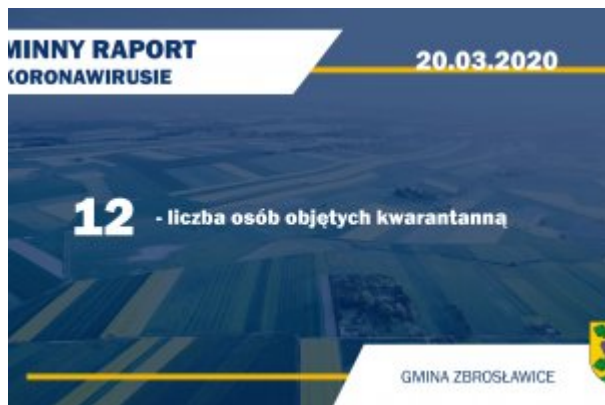 MINNY RAPORT
KORONAWIRUSIE
20.03.2020
12 - liczba osób objętych kwarantanną
GMINA ZBROSŁAWICE